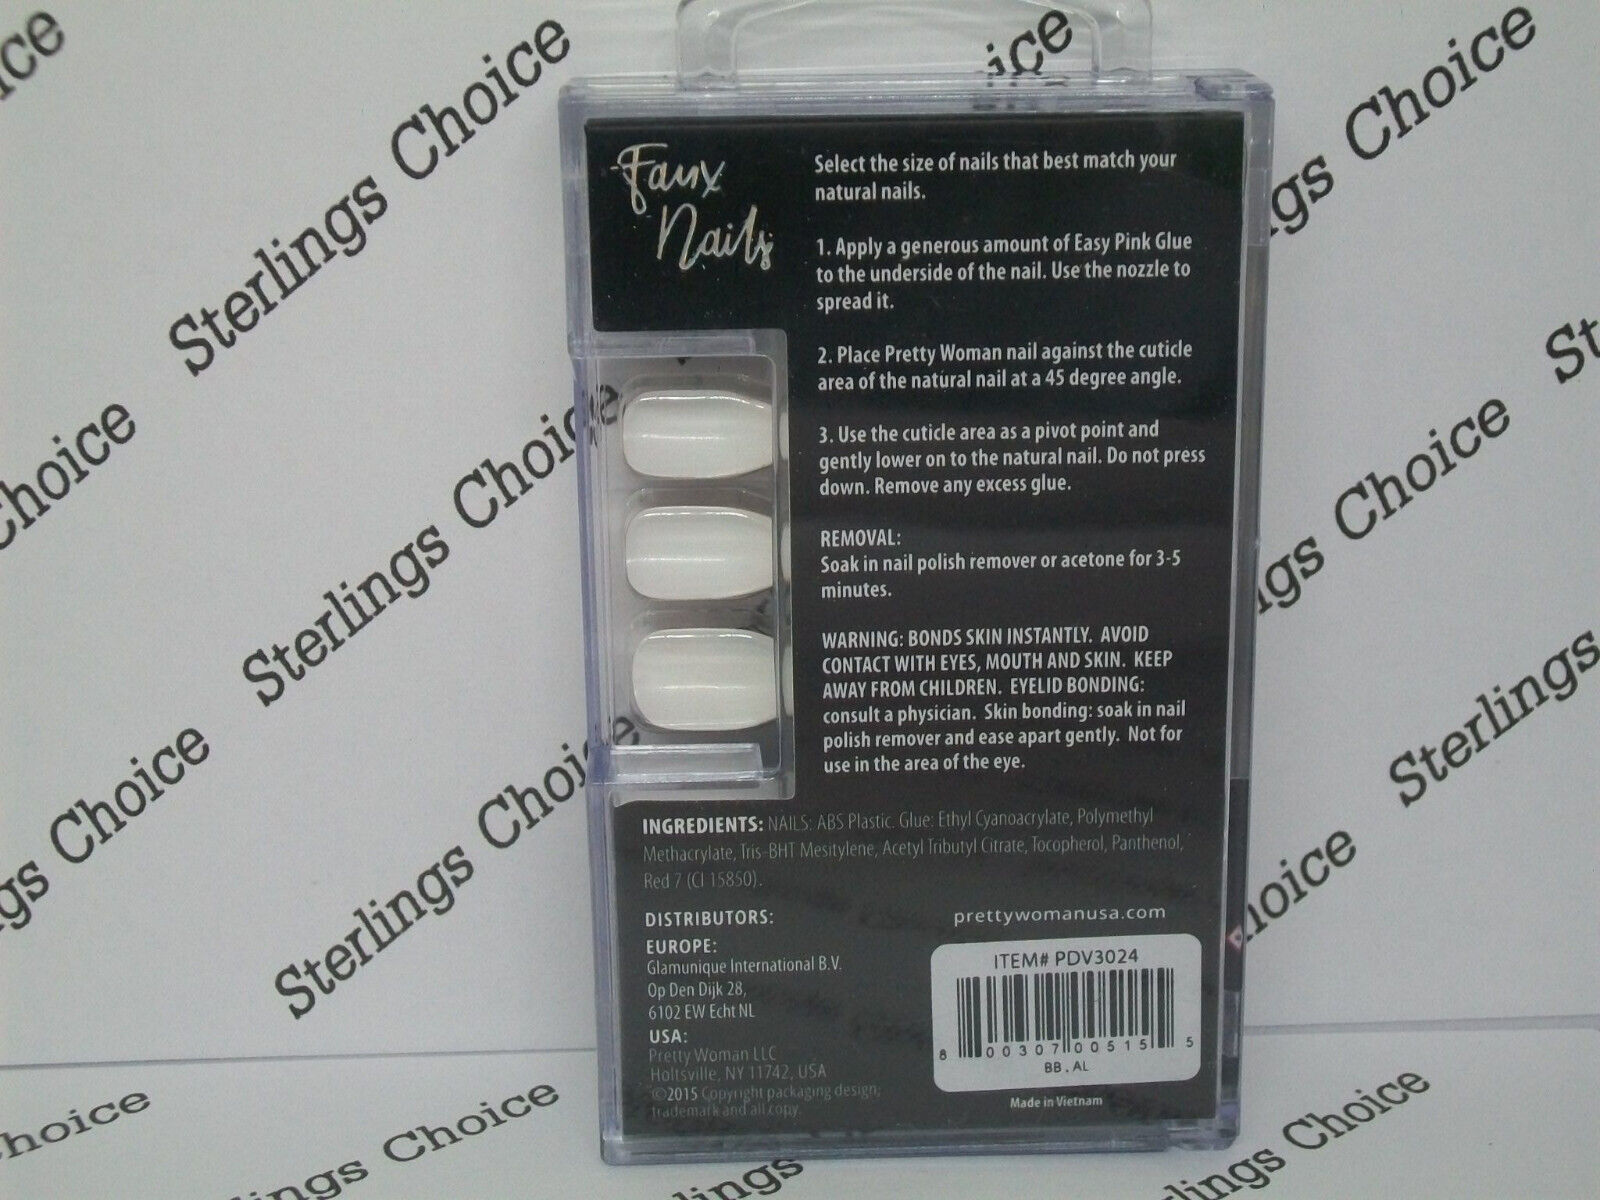 Faux
Nails
Select the size of nails that best match your
natural nails.
1. Apply a generous amount of Easy Pink Glue
to the underside of the nail. Use the nozzle to
spread it.
2. Place Pretty Woman nail against the cuticle
area of the natural nail at a 45 degree angle.
3. Use the cuticle area as a pivot point and
gently lower on to the natural nail. Do not press
down. Remove any excess glue.
REMOVAL:
Soak in nail polish remover or acetone for 3-5
minutes.
WARNING: BONDS SKIN INSTANTLY. AVOID
CONTACT WITH EYES, MOUTH AND SKIN. KEEP
AWAY FROM CHILDREN. EYELID BONDING:
consult a physician. Skin bonding: soak in nail
polish remover and ease apart gently. Not for
use in the area of the eye.
INGREDIENTS: NAILS: ABS Plastic. Glue: Ethyl Cyanoacrylate, Polymethyl
Methacrylate, Tris-BHT Mesitylene, Acetyl Tributyl Citrate, Tocopherol, Panthenol,
Red 7 (CI 15850).
DISTRIBUTORS:
EUROPE:
Glamunique International B.V.
Op Den Dijk 28,
6102 EW Echt NL
USA:
Pretty Woman LLC
Holtsville, NY 11742, USA
©2015 Copyright packaging design,
trademark and all copy.
prettywomanusa.com
ITEM# PDV3024
8 00307 00515 5
BB.AL
Made in Vietnam
Sterlings Choice
Sterlings Choice
Sterlings Choice
Sterlings Choice
Choice
Choice
Choice
Sterlings
Sterlings Choice